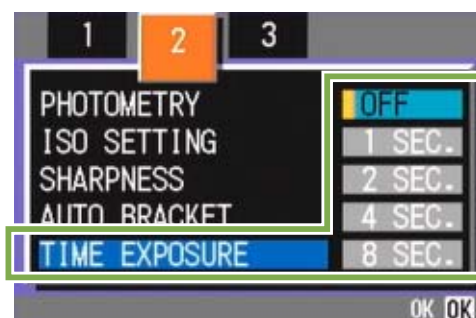 1 2 3
PHOTOMETRY OFF
ISO SETTING 1 SEC.
SHARPNESS 2 SEC.
AUTO BRACKET 4 SEC.
TIME EXPOSURE 8 SEC.
OK OK